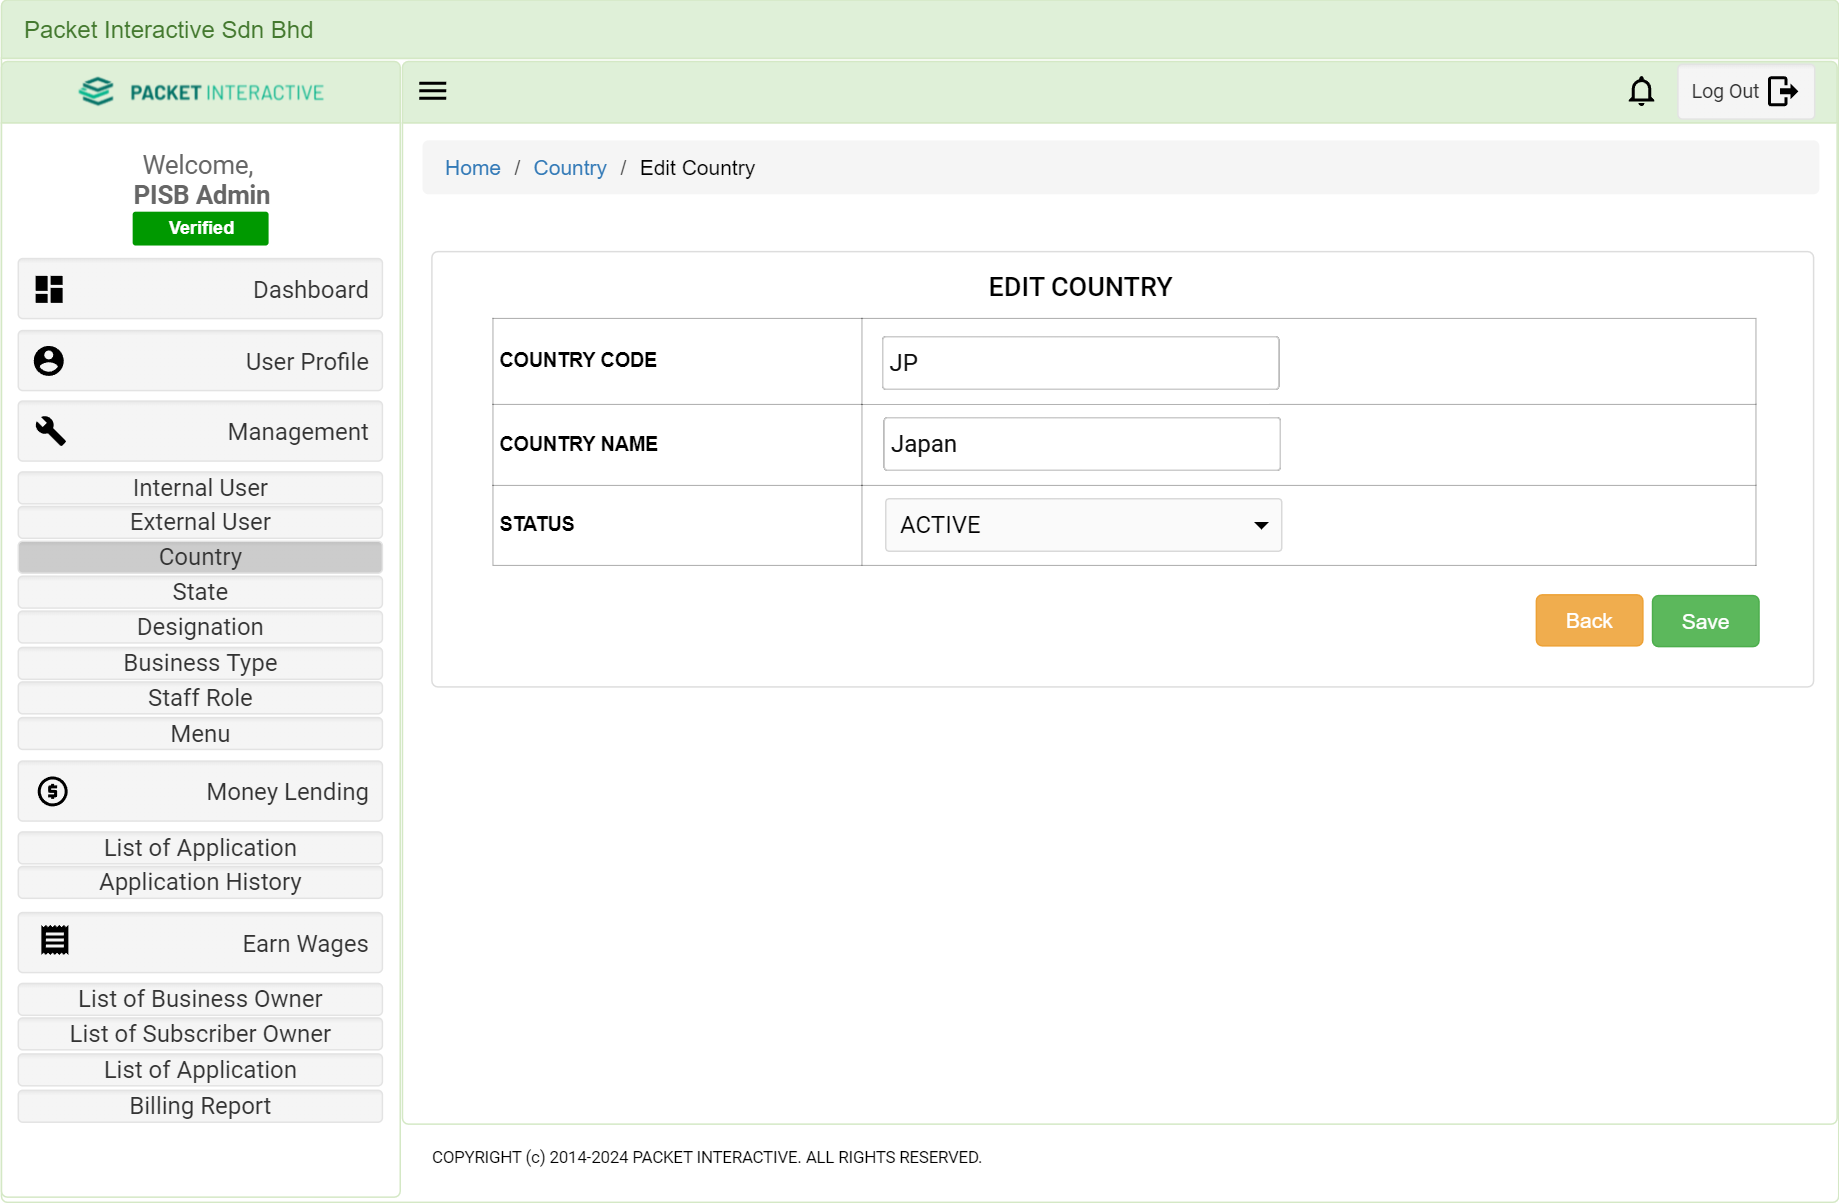 Packet Interactive Sdn Bhd
PACKET INTERACTIVE
Log Out
Welcome,
PISB Admin
Verified
Dashboard
User Profile
Management
Internal User
External User
Country
State
Designation
Business Type
Staff Role
Menu
Money Lending
List of Application
Application History
Earn Wages
List of Business Owner
List of Subscriber Owner
List of Application
Billing Report
Home / Country / Edit Country
EDIT COUNTRY
COUNTRY CODE JP
COUNTRY NAME Japan
STATUS ACTIVE
Back Save
COPYRIGHT (c) 2014-2024 PACKET INTERACTIVE. ALL RIGHTS RESERVED.